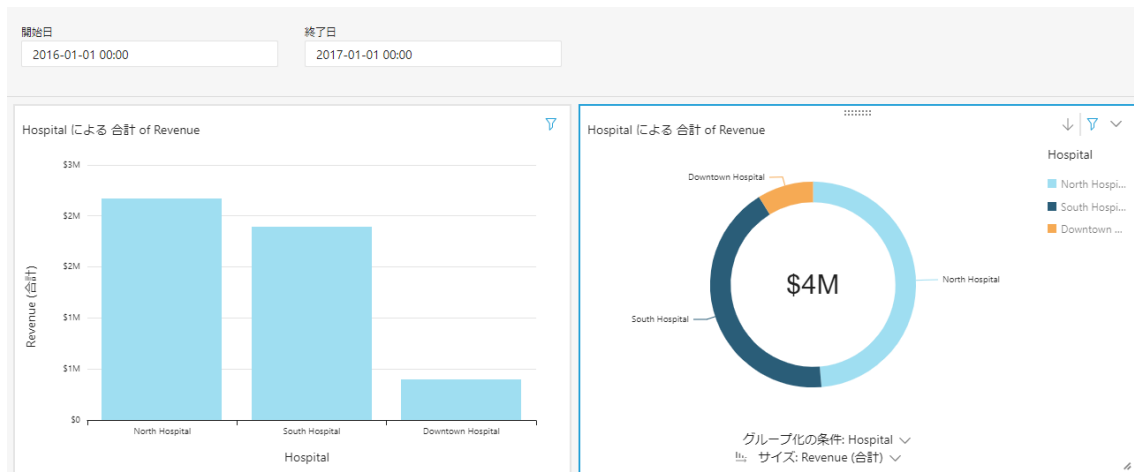 開始日
2016-01-01 00:00
終了日
2017-01-01 00:00
Hospital による 合計 of Revenue
$3M
$2M
$2M
$1M
$1M
$0
Revenue (合計)
North Hospital
South Hospital
Downtown Hospital
Hospital
Hospital による 合計 of Revenue
Hospital
North Hospi...
South Hospi...
Downtown ...
Downtown Hospital
North Hospital
South Hospital
$4M
グループ化の条件: Hospital
サイズ: Revenue (合計)